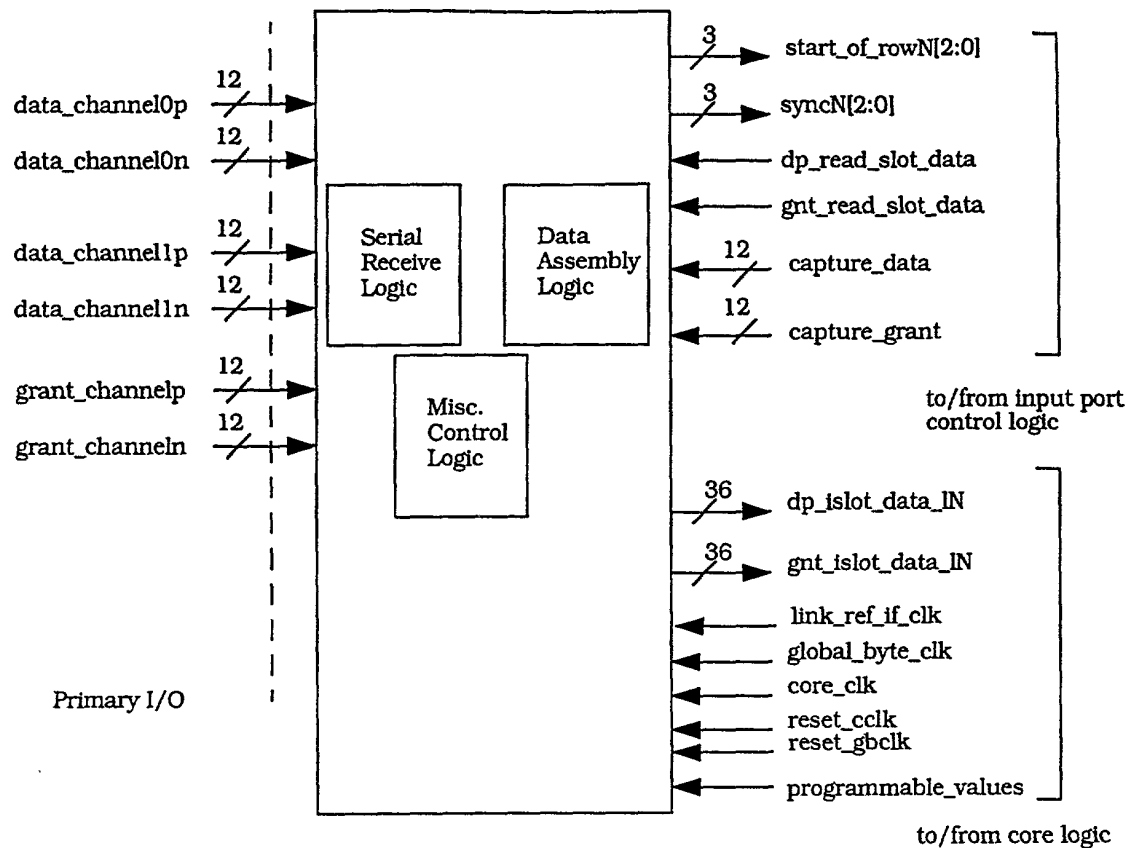 12
data_channel0p
12
data_channel0n
12
data_channel1p
12
data_channel1n
12
grant_channelp
12
grant_channeln
Primary I/O
Serial
Receive
Logic
Data
Assembly
Logic
Misc.
Control
Logic
3
start_of_rowN[2:0]
3
syncN[2:0]
dp_read_slot_data
gnt_read_slot_data
12
capture_data
12
capture_grant
to/from input port
control logic
36
dp_islot_data_lN
36
gnt_islot_data_lN
link_ref_if_clk
global_byte_clk
core_clk
reset_cclk
reset_gbclk
programmable_values
to/from core logic